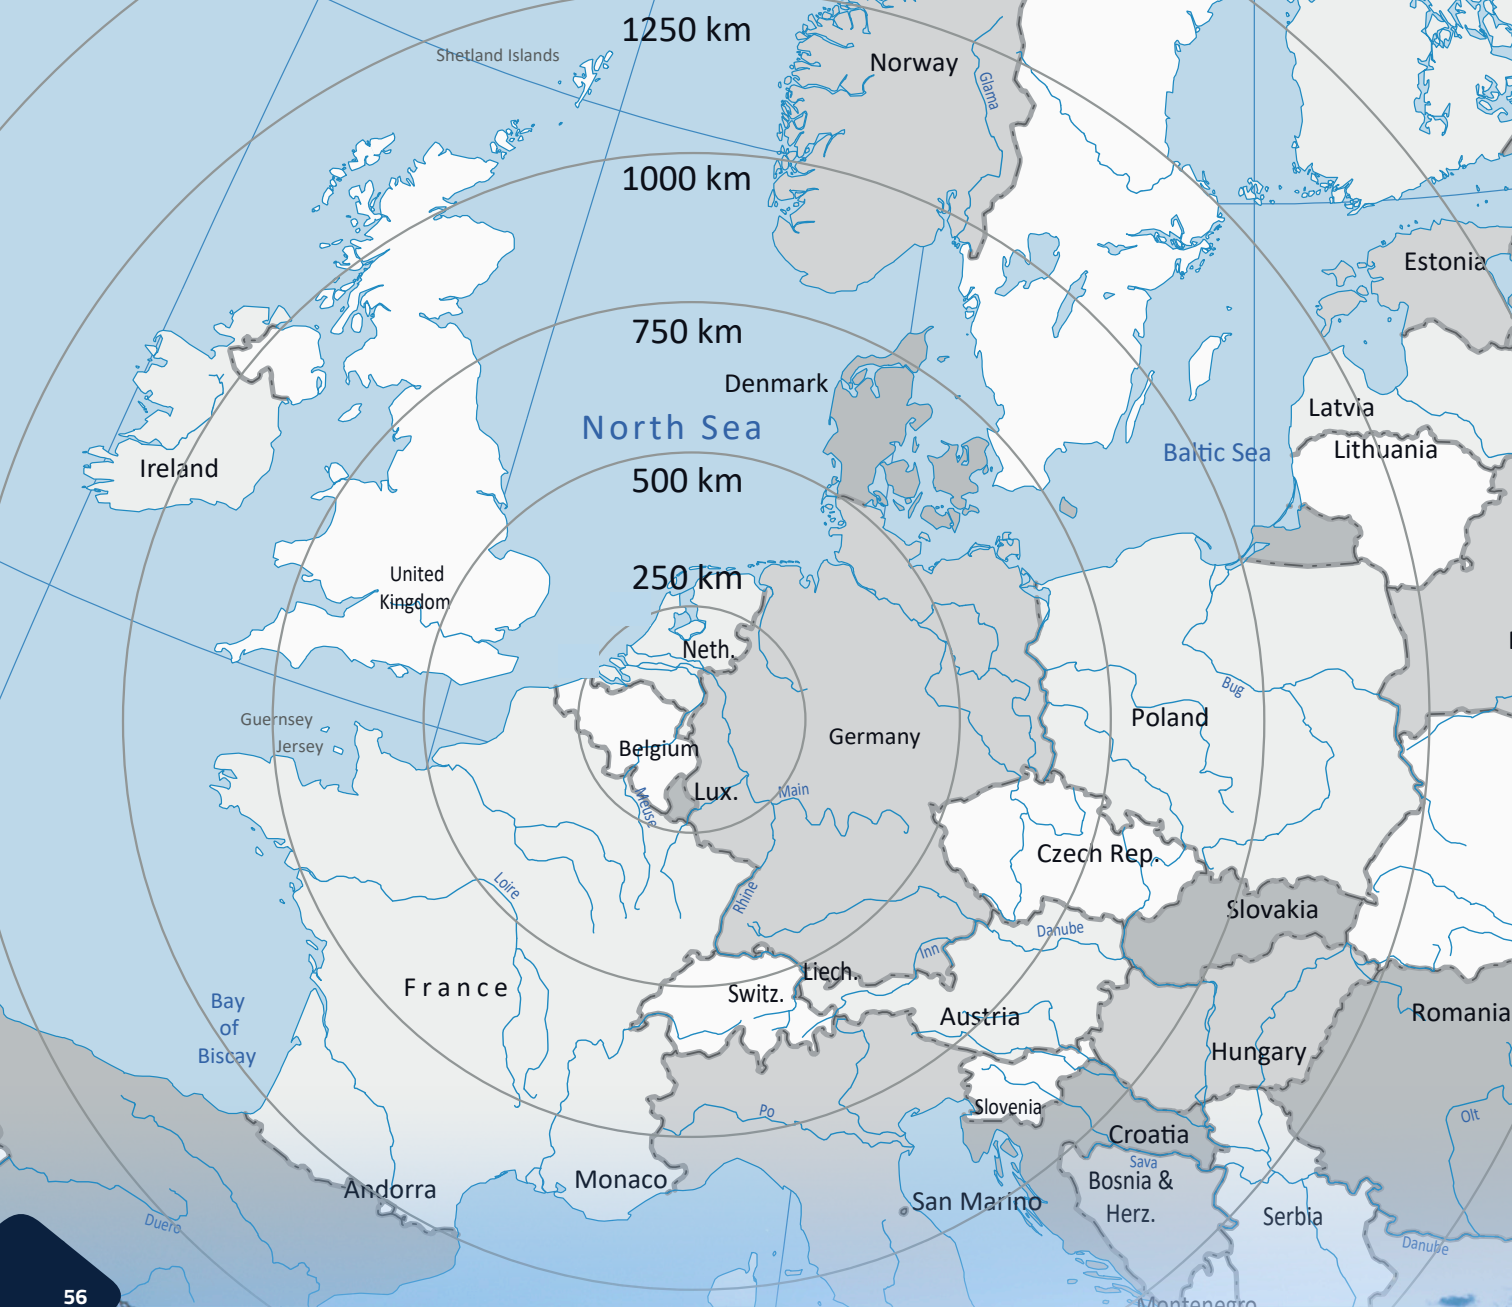 1250 km
Shetland Islands
Norway
Glama
1000 km
Estonia
750 km
Denmark
Latvia
North Sea
Baltic Sea
Lithuania
Ireland
500 km
United
Kingdom
250 km
Neth.
Bug
Guernsey
Jersey
Belgium
Germany
Poland
Lux.
Main
Meuse
Czech Rep.
Loire
Rhine
Slovakia
Danube
Inn
Liech.
France
Switz.
Bay
of
Biscay
Austria
Romania
Hungary
Po
Slovenia
Olt
Croatia
Sava
Andorra
Monaco
Bosnia &
Herz.
San Marino
Duero
Serbia
Danube
56
Montenegro